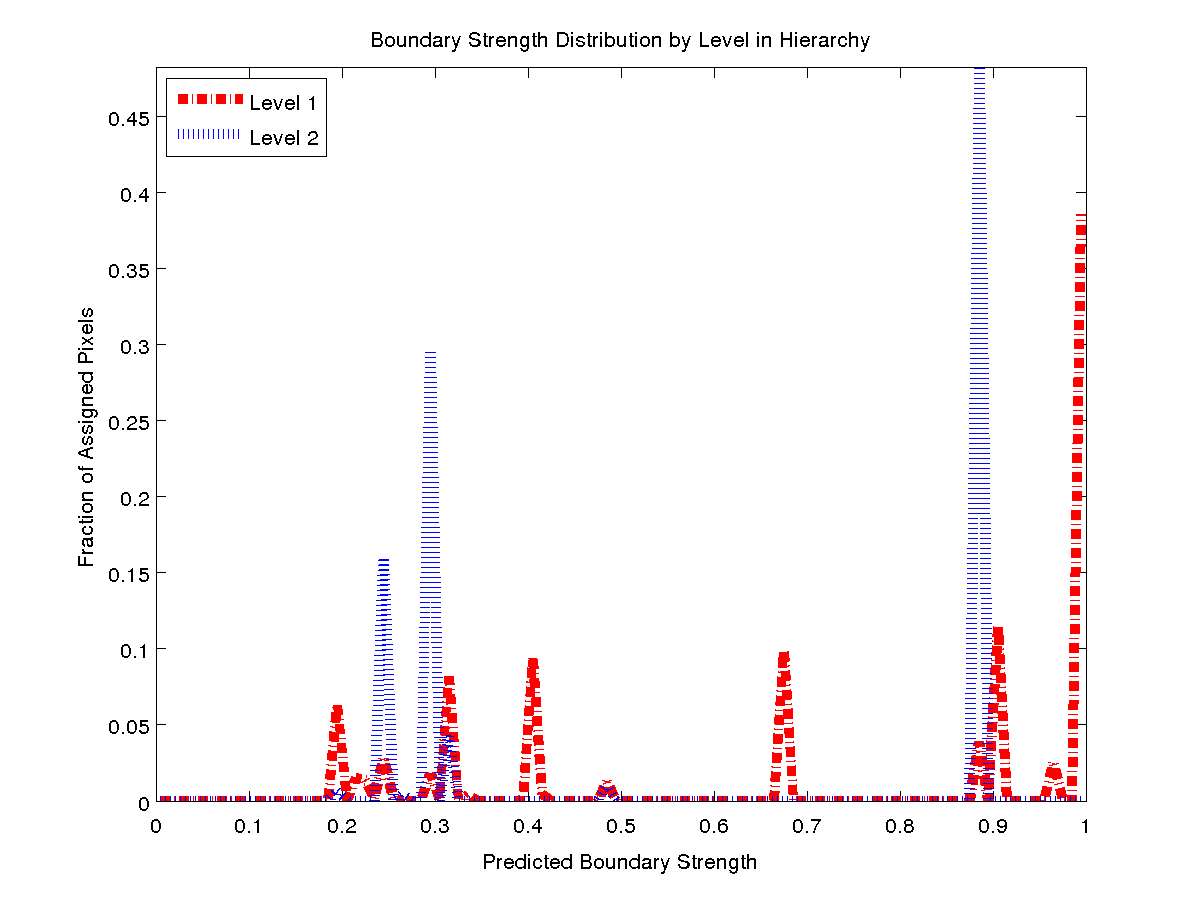 Boundary Strength Distribution by Level in Hierarchy
Level 1
Level 2
0.45
0.4
0.35
0.3
0.25
0.2
0.15
0.1
0.05
0
Fraction of Assigned Pixels
0 0.1 0.2 0.3 0.4 0.5 0.6 0.7 0.8 0.9 1
Predicted Boundary Strength